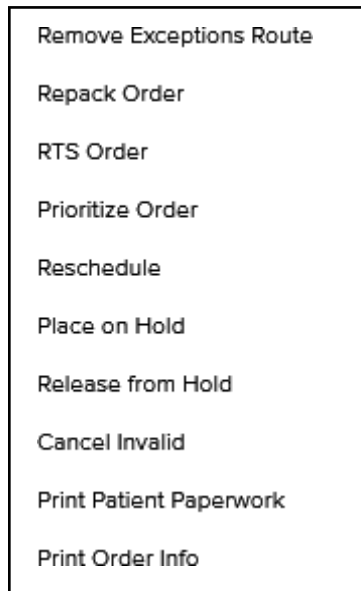 Remove Exceptions Route
Repack Order
RTS Order
Prioritize Order
Reschedule
Place on Hold
Release from Hold
Cancel Invalid
Print Patient Paperwork
Print Order Info